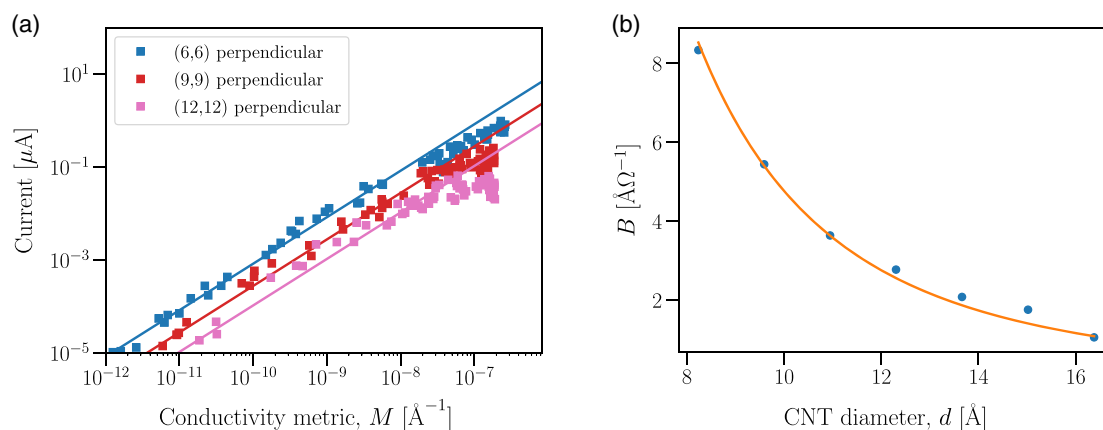 (a)
(6,6) perpendicular
(9,9) perpendicular
(12,12) perpendicular
Current [μA]
10¹
10⁻¹
10⁻³
10⁻⁵
10⁻¹² 10⁻¹¹ 10⁻¹⁰ 10⁻⁹ 10⁻⁸ 10⁻⁷
Conductivity metric, M [Å⁻¹]
(b)
B [ÅΩ⁻¹]
8
6
4
2
8 10 12 14 16
CNT diameter, d [Å]